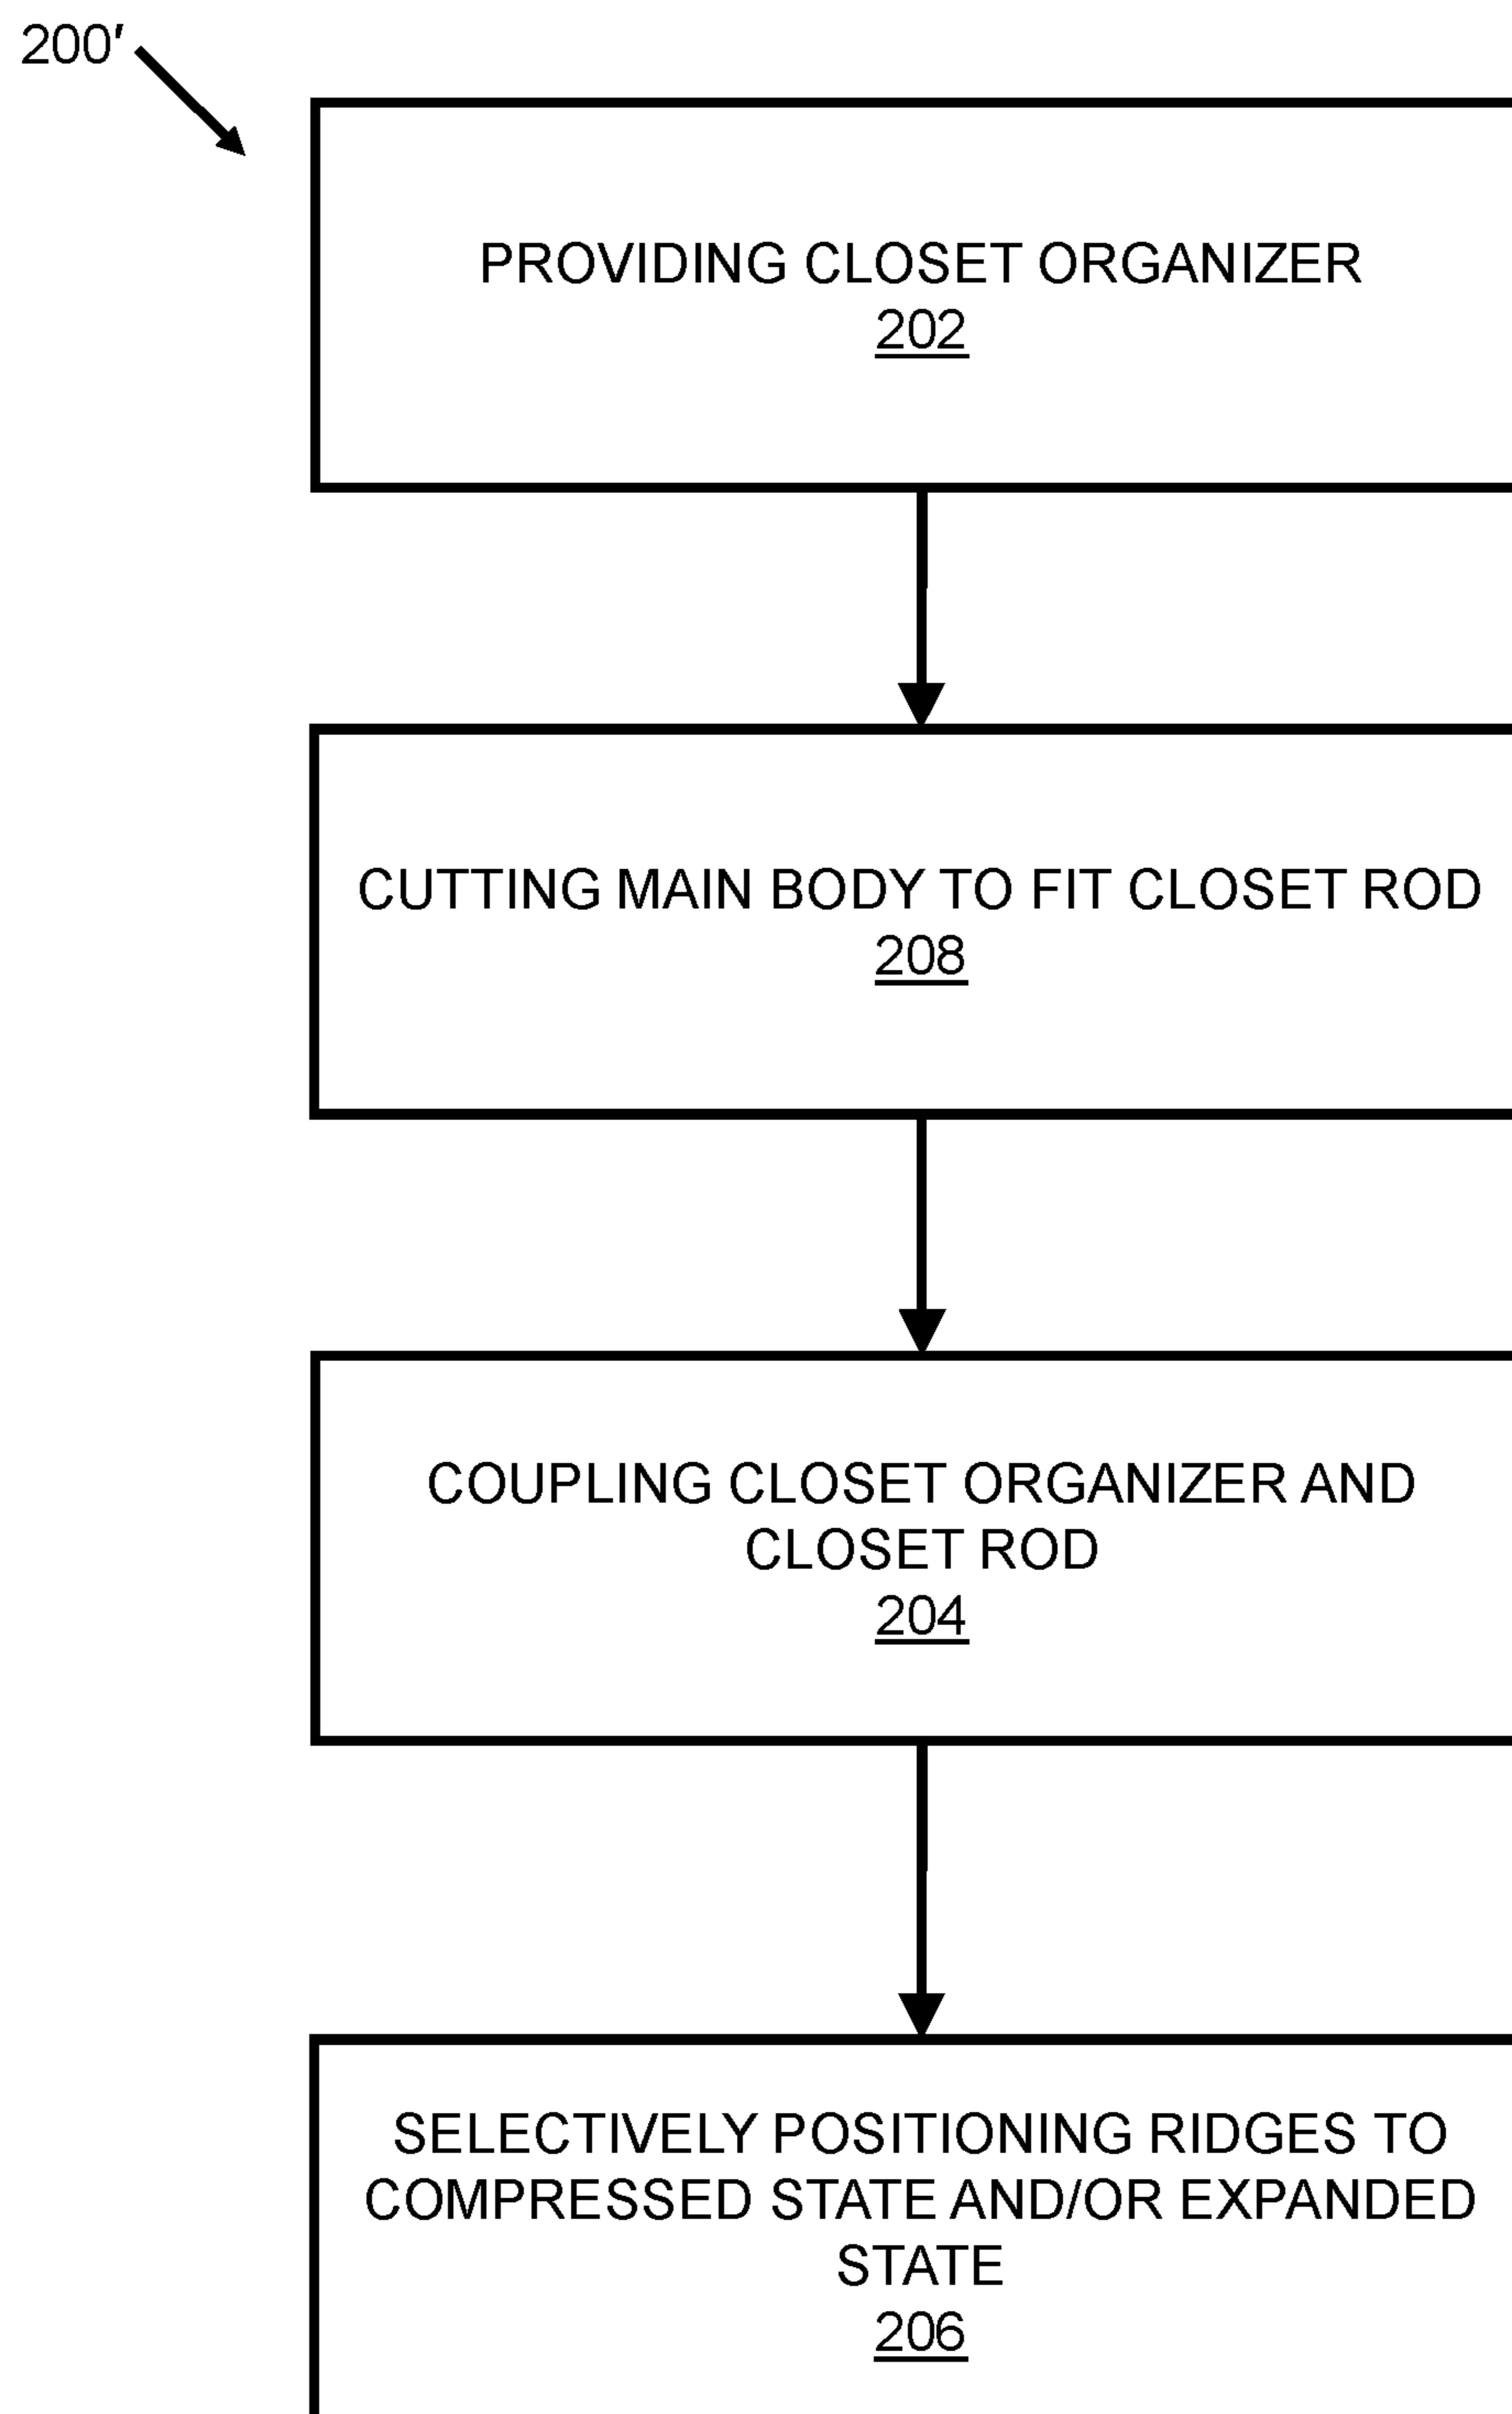 200'
PROVIDING CLOSET ORGANIZER
202
CUTTING MAIN BODY TO FIT CLOSET ROD
208
COUPLING CLOSET ORGANIZER AND
CLOSET ROD
204
SELECTIVELY POSITIONING RIDGES TO
COMPRESSED STATE AND/OR EXPANDED
STATE
206